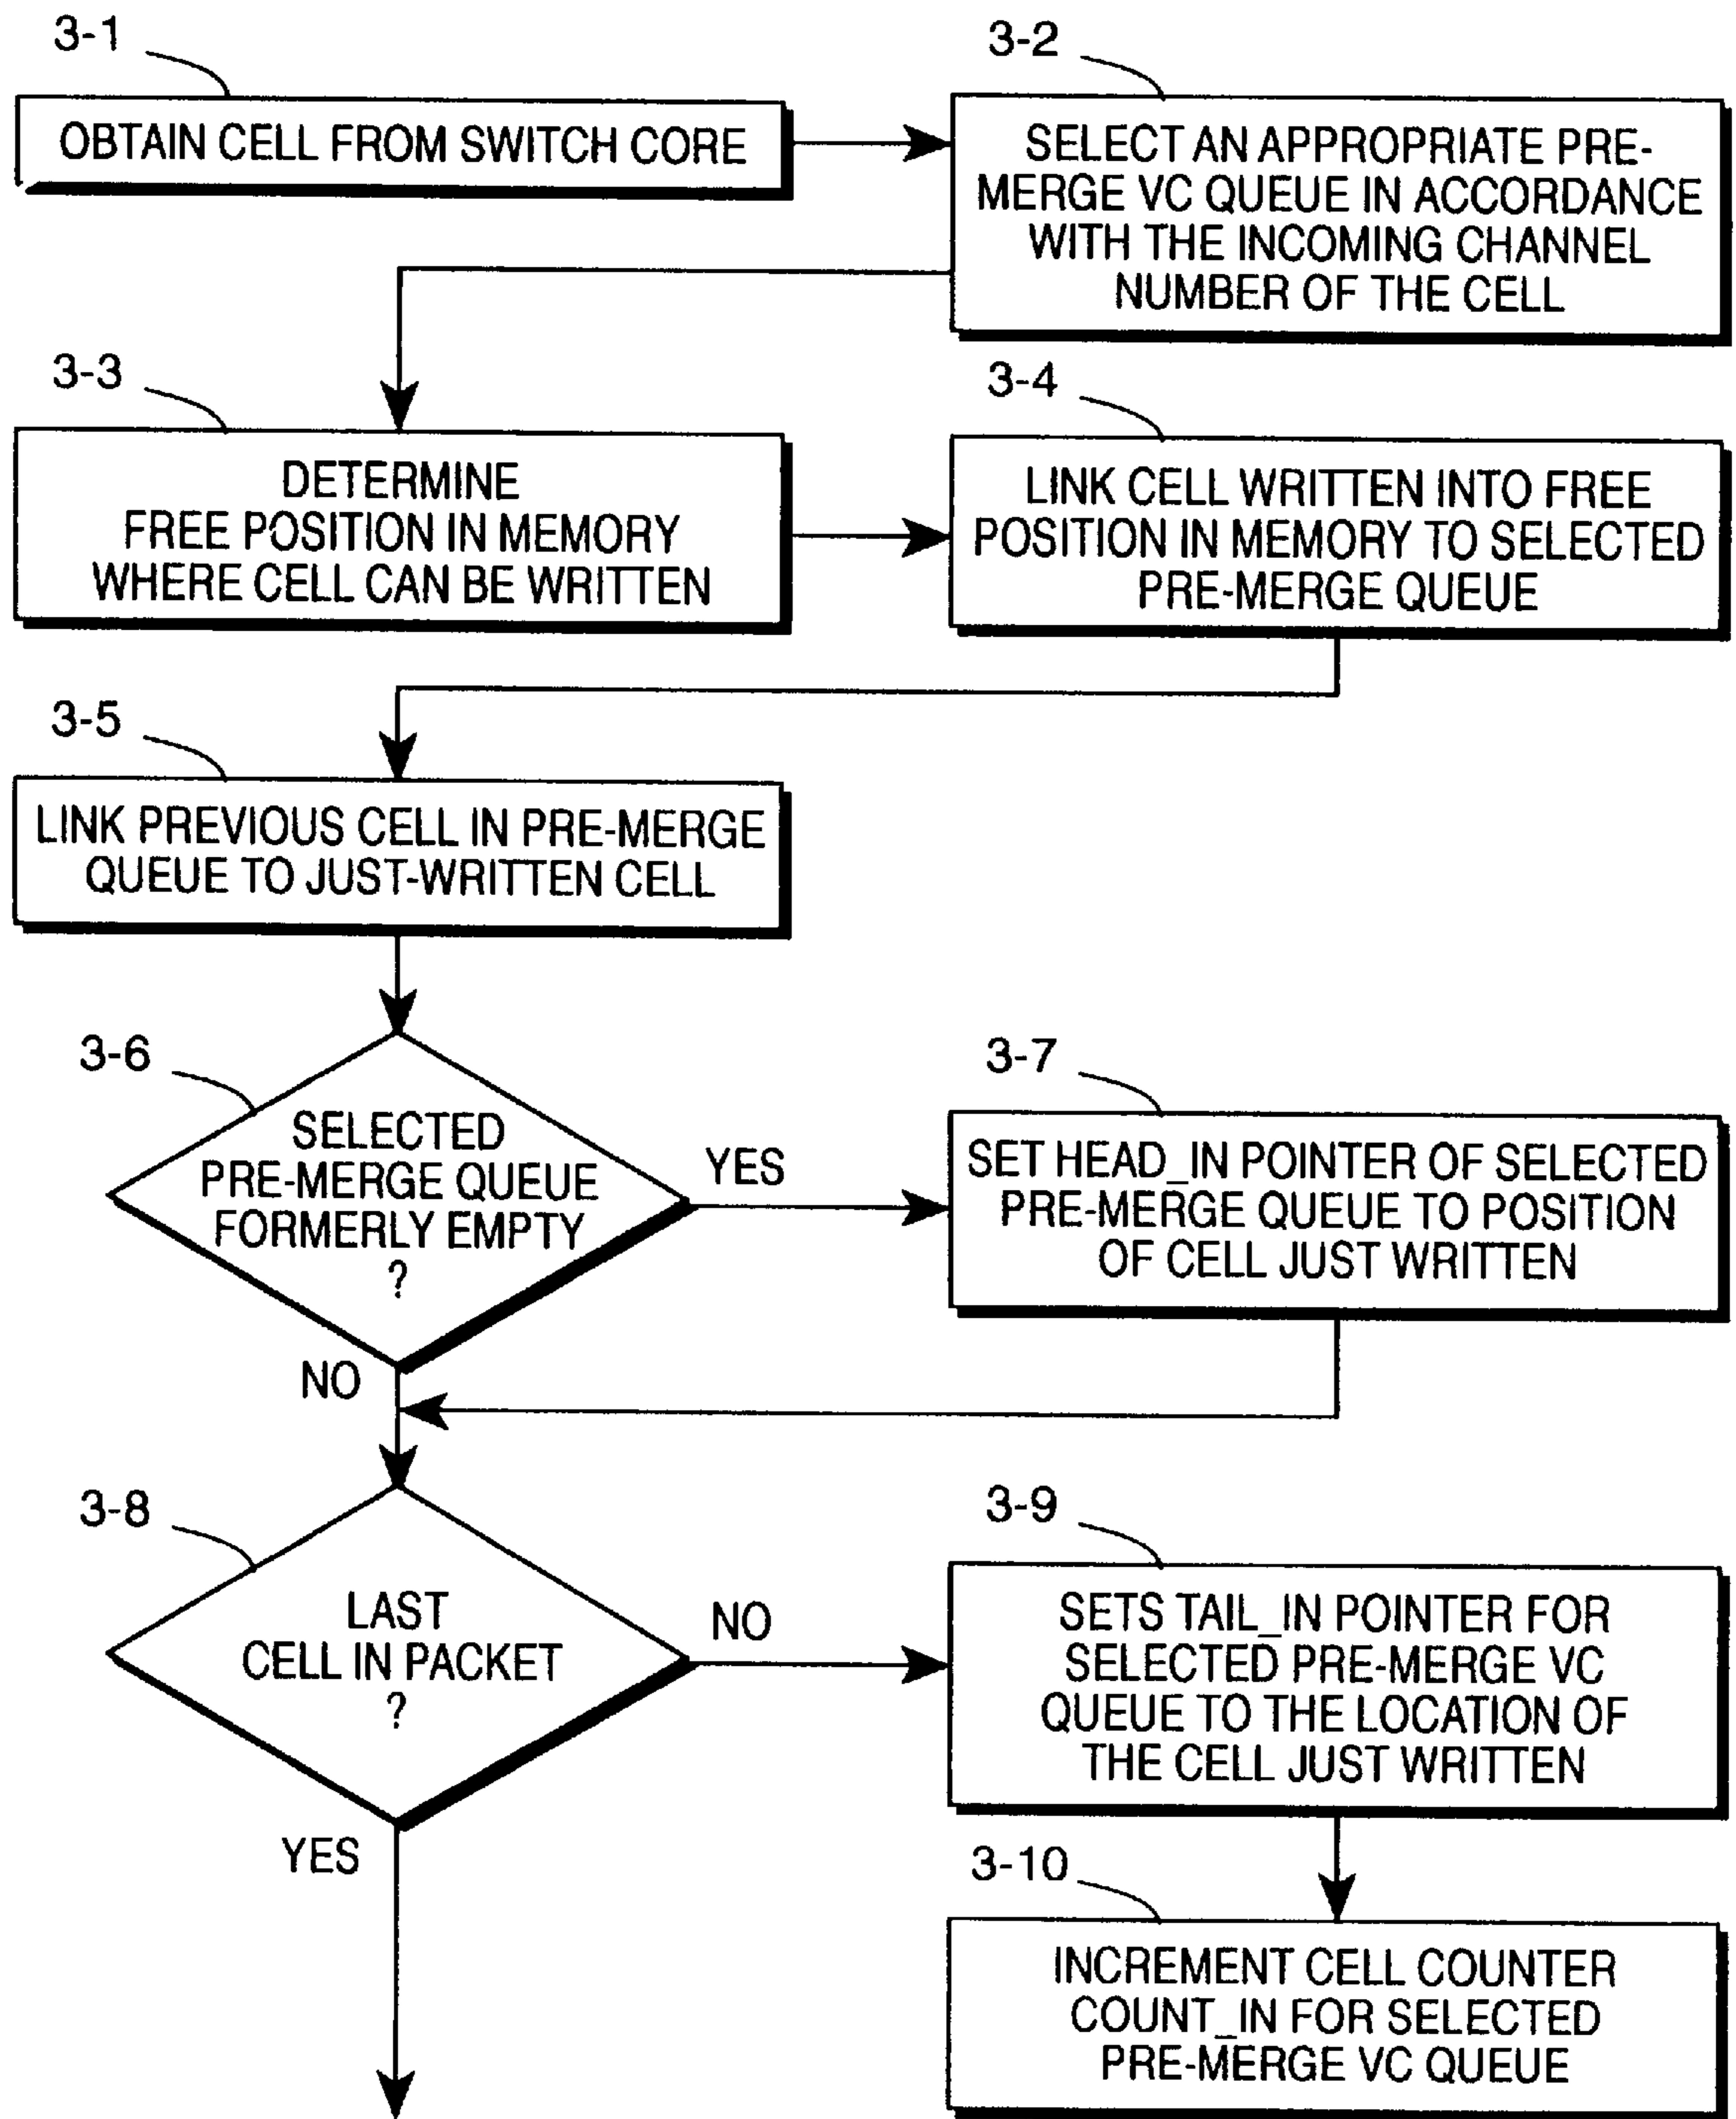 3-1
OBTAIN CELL FROM SWITCH CORE
3-2
SELECT AN APPROPRIATE PRE-
MERGE VC QUEUE IN ACCORDANCE
WITH THE INCOMING CHANNEL
NUMBER OF THE CELL
3-3
DETERMINE
FREE POSITION IN MEMORY
WHERE CELL CAN BE WRITTEN
3-4
LINK CELL WRITTEN INTO FREE
POSITION IN MEMORY TO SELECTED
PRE-MERGE QUEUE
3-5
LINK PREVIOUS CELL IN PRE-MERGE
QUEUE TO JUST-WRITTEN CELL
3-6
SELECTED
PRE-MERGE QUEUE
FORMERLY EMPTY
?
YES
NO
3-7
SET HEAD_IN POINTER OF SELECTED
PRE-MERGE QUEUE TO POSITION
OF CELL JUST WRITTEN
3-8
LAST
CELL IN PACKET
?
NO
YES
3-9
SETS TAIL_IN POINTER FOR
SELECTED PRE-MERGE VC
QUEUE TO THE LOCATION OF
THE CELL JUST WRITTEN
3-10
INCREMENT CELL COUNTER
COUNT_IN FOR SELECTED
PRE-MERGE VC QUEUE